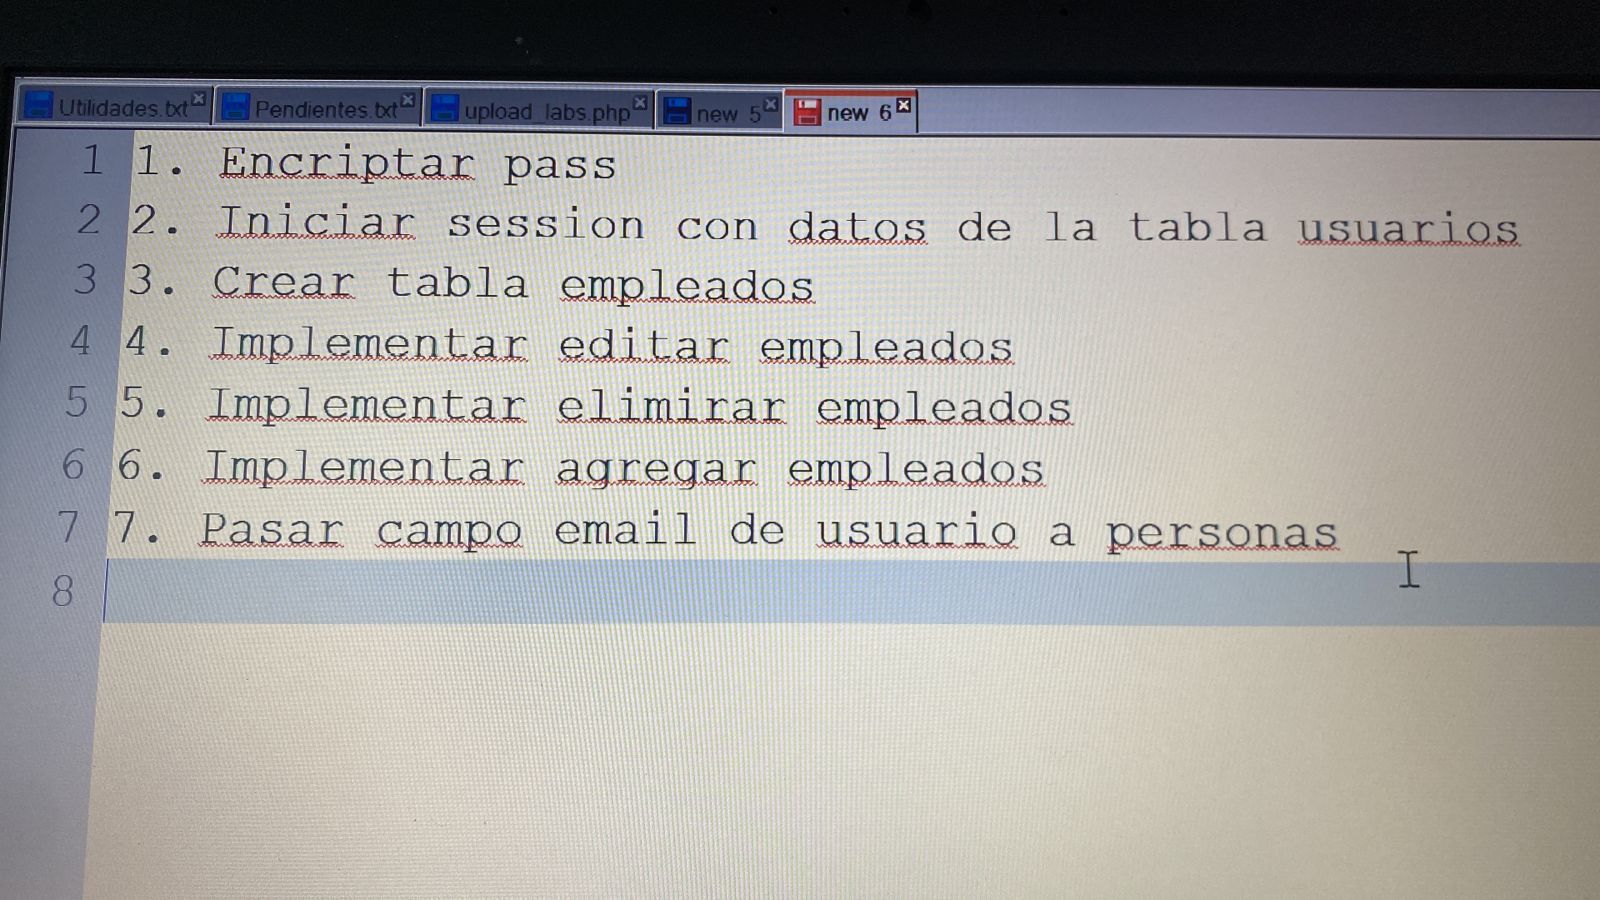 Utilidades.txt Pendientes.txt upload_labs.php new 5 new 6
1 1. Encriptar pass
2 2. Iniciar session con datos de la tabla usuarios
3 3. Crear tabla empleados
4 4. Implementar editar empleados
5 5. Implementar elimirar empleados
6 6. Implementar agregar empleados
7 7. Pasar campo email de usuario a personas
8